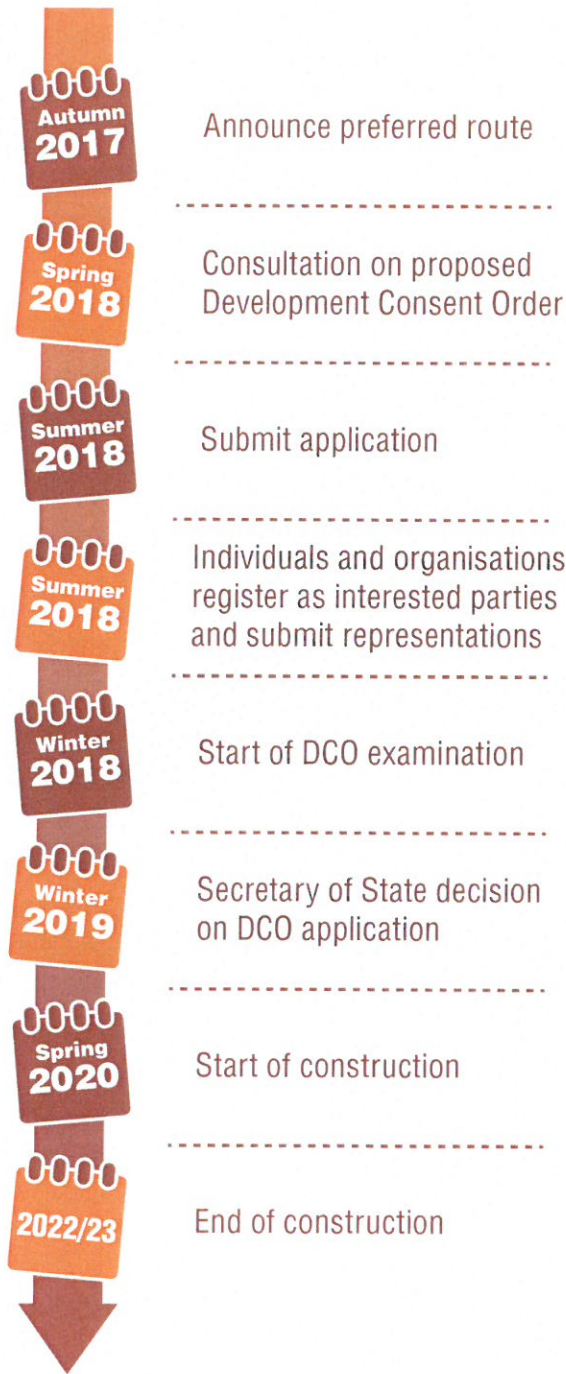 Autumn
2017
Announce preferred route
Spring
2018
Consultation on proposed
Development Consent Order
Summer
2018
Submit application
Summer
2018
Individuals and organisations
register as interested parties
and submit representations
Winter
2018
Start of DCO examination
Winter
2019
Secretary of State decision
on DCO application
Spring
2020
Start of construction
2022/23
End of construction